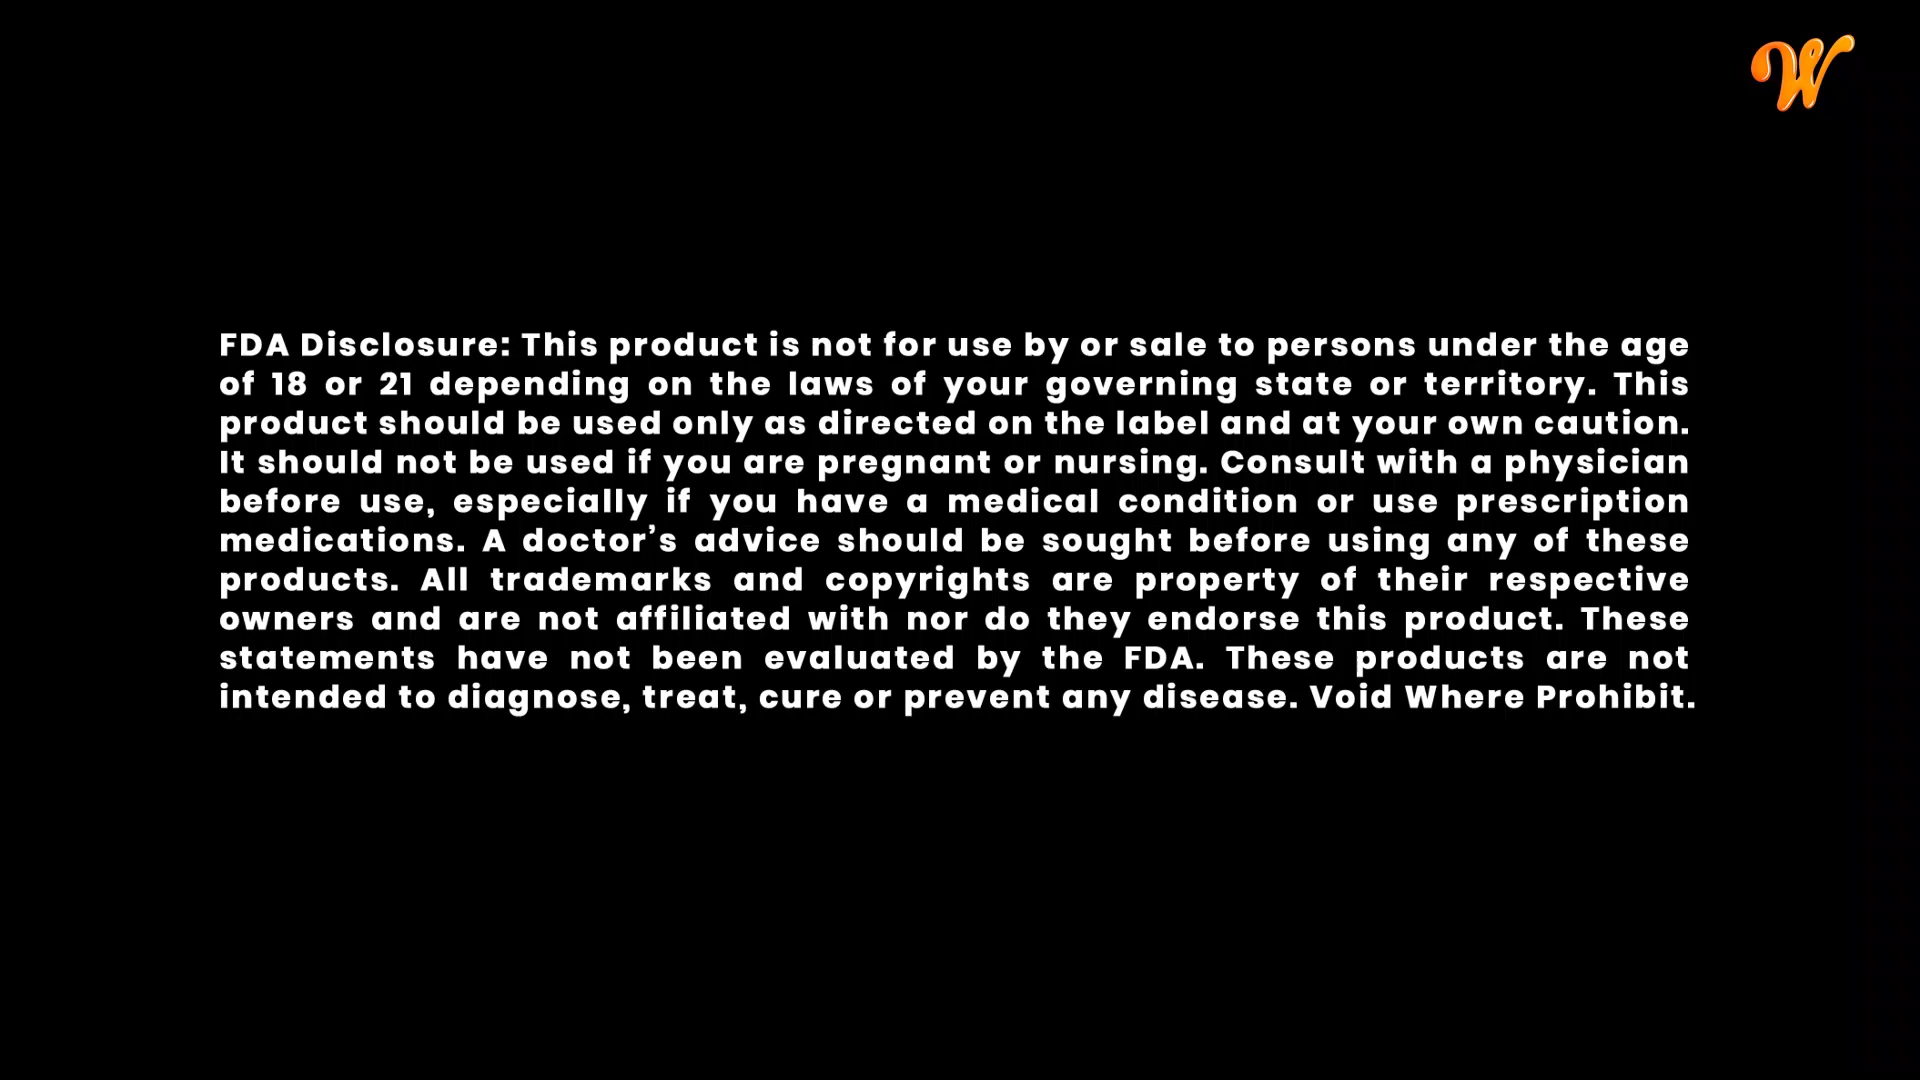 W
FDA Disclosure: This product is not for use by or sale to persons under the age
of 18 or 21 depending on the laws of your governing state or territory. This
product should be used only as directed on the label and at your own caution.
It should not be used if you are pregnant or nursing. Consult with a physician
before use, especially if you have a medical condition or use prescription
medications. A doctor’s advice should be sought before using any of these
products. All trademarks and copyrights are property of their respective
owners and are not affiliated with nor do they endorse this product. These
statements have not been evaluated by the FDA. These products are not
intended to diagnose, treat, cure or prevent any disease. Void Where Prohibit.